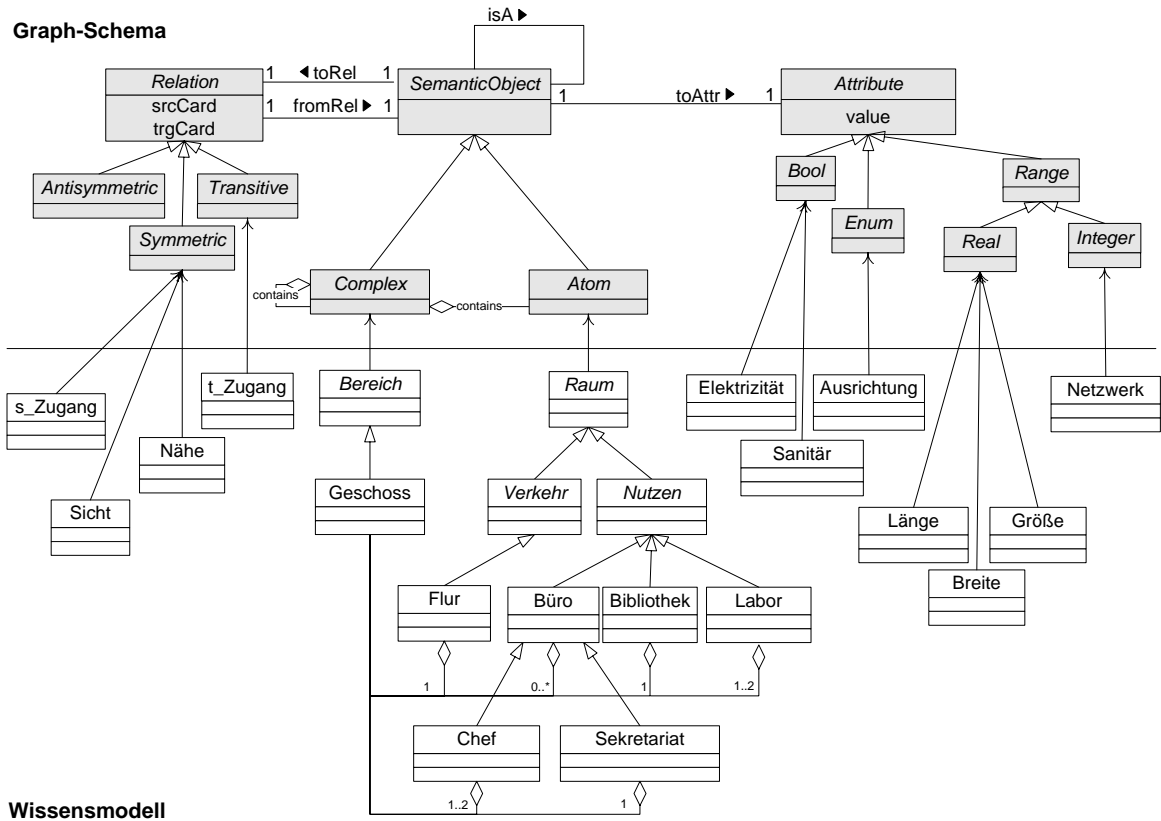 isA ▶
Graph-Schema
Relation
1 ◀ toRel 1
SemanticObject
Attribute
srcCard
trgCard
1 fromRel ▶ 1
1 toAttr ▶ 1
value
Antisymmetric
Transitive
Bool
Range
Symmetric
Enum
Real
Integer
contains
Complex
contains
Atom
s_Zugang
t_Zugang
Bereich
Raum
Elektrizität
Ausrichtung
Netzwerk
Nähe
Sanitär
Sicht
Geschoss
Verkehr
Nutzen
Länge
Größe
Breite
Flur
Büro
Bibliothek
Labor
1
0..*
1
1..2
Chef
Sekretariat
1..2
1
Wissensmodell